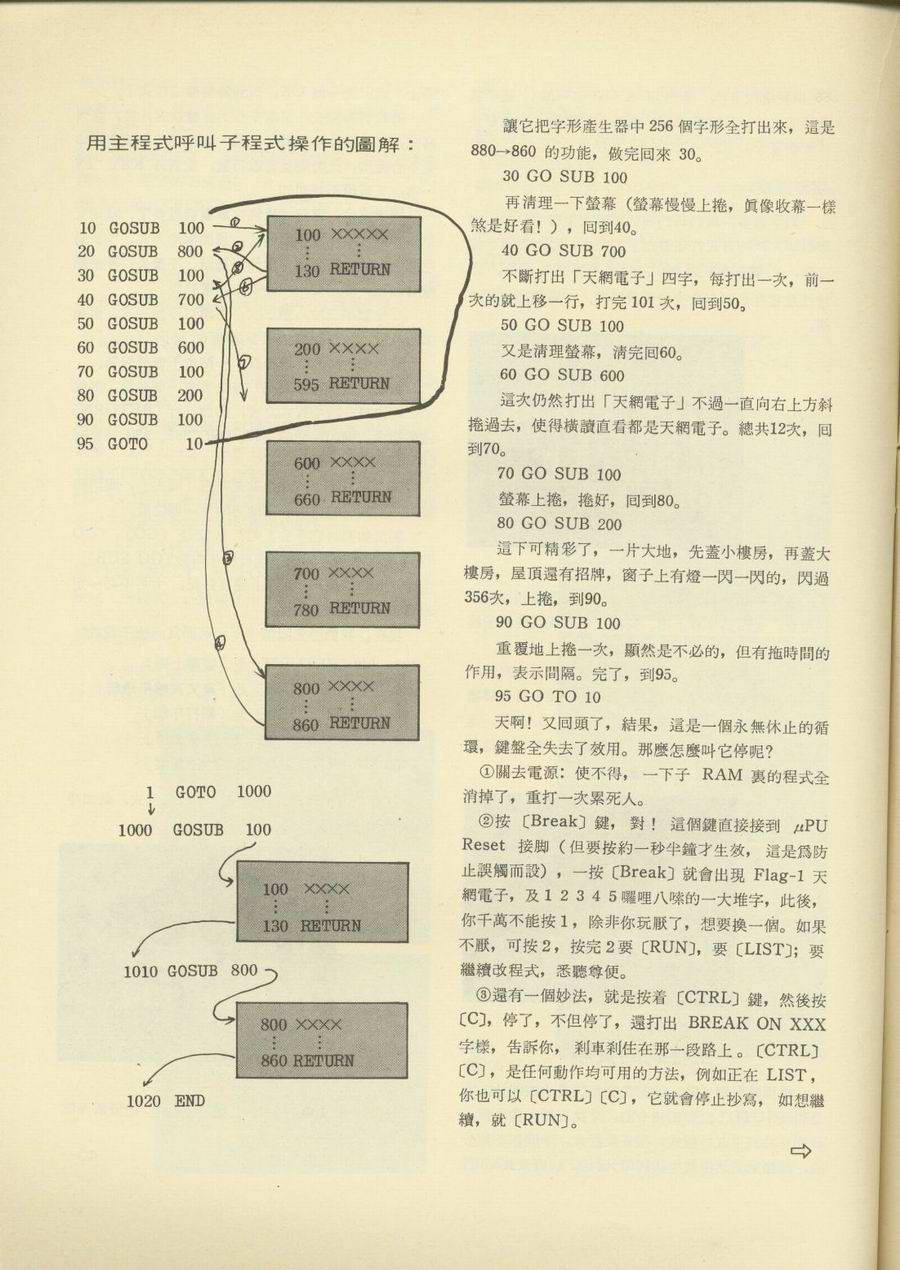 用主程式呼叫子程式操作的圖解：
10 GOSUB 100
20 GOSUB 800
30 GOSUB 100
40 GOSUB 700
50 GOSUB 100
60 GOSUB 600
70 GOSUB 100
80 GOSUB 200
90 GOSUB 100
95 GOTO 10
①
②
③
④
⑦
100 ×××××
⋮ ⋮
130 RETURN
200 ××××
⋮ ⋮
595 RETURN
600 ××××
⋮ ⋮
660 RETURN
700 ××××
⋮ ⋮
780 RETURN
800 ××××
⋮ ⋮
860 RETURN
1 GOTO 1000
1000 GOSUB 100
100 ××××
⋮ ⋮
130 RETURN
1010 GOSUB 800
800 ××××
⋮ ⋮
860 RETURN
1020 END
讓它把字形產生器中256個字形全打出來，這是
880→860 的功能，做完回來 30。
30 GO SUB 100
再清理一下螢幕（螢幕慢慢上捲，眞像收幕一樣
煞是好看！），回到40。
40 GO SUB 700
不斷打出「天網電子」四字，每打出一次，前一
次的就上移一行，打完101次，回到50。
50 GO SUB 100
又是清理螢幕，清完回60。
60 GO SUB 600
這次仍然打出「天網電子」不過一直向右上方斜
捲過去，使得橫讀直看都是天網電子。總共12次，回
到70。
70 GO SUB 100
螢幕上捲，捲好，回到80。
80 GO SUB 200
這下可精彩了，一片大地，先蓋小樓房，再蓋大
樓房，屋頂還有招牌，窗子上有燈一閃一閃的，閃過
356次，上捲，到90。
90 GO SUB 100
重覆地上捲一次，顯然是不必的，但有拖時間的
作用，表示間隔。完了，到95。
95 GO TO 10
天啊！又回頭了，結果，這是一個永無休止的循
環，鍵盤全失去了效用。那麼怎麼叫它停呢？
①關去電源：使不得，一下子 RAM 裏的程式全
消掉了，重打一次累死人。
②按〔Break〕鍵，對！這個鍵直接接到 μPU
Reset 接脚（但要按約一秒半鐘才生效，這是爲防
止誤觸而設），一按〔Break〕就會出現 Flag-1 天
網電子，及1 2 3 4 5囉哩八嗦的一大堆字，此後，
你千萬不能按1，除非你玩厭了，想要換一個。如果
不厭，可按2，按完2要〔RUN〕，要〔LIST〕；要
繼續改程式，悉聽尊便。
③還有一個妙法，就是按着〔CTRL〕鍵，然後按
〔C〕，停了，不但停了，還打出 BREAK ON XXX
字樣，告訴你，刹車刹住在那一段路上。〔CTRL〕
〔C〕，是任何動作均可用的方法，例如正在 LIST，
你也可以〔CTRL〕〔C〕，它就會停止抄寫，如想繼
續，就〔RUN〕。